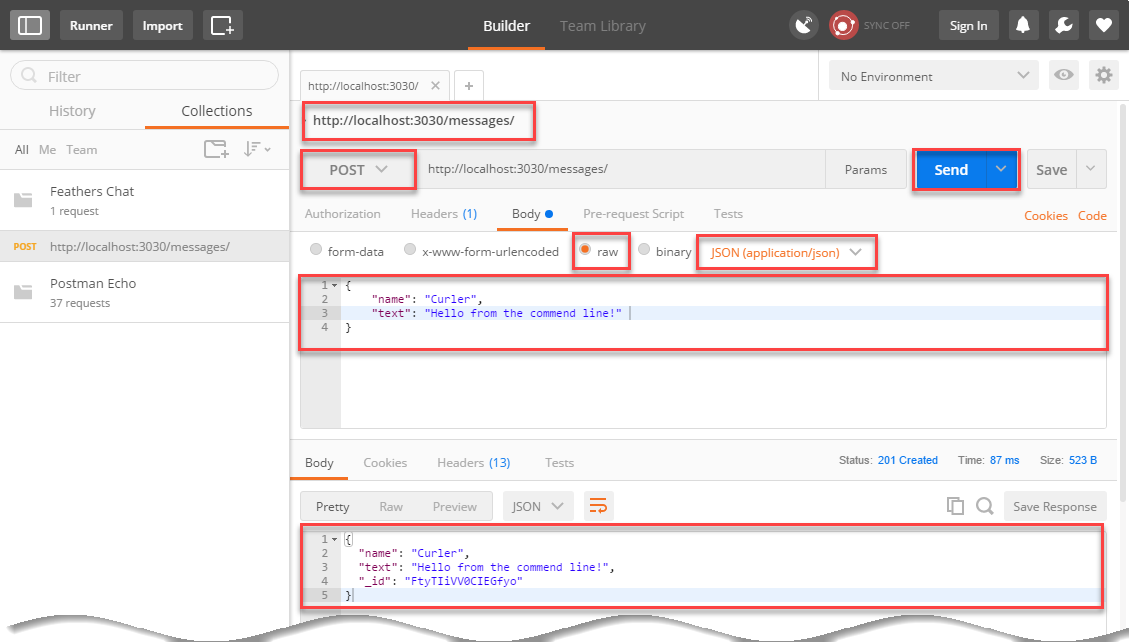 Runner Import Builder Team Library SYNC OFF Sign In
Filter
History Collections
All Me Team
Feathers Chat
1 request
POST http://localhost:3030/messages/
Postman Echo
37 requests
http://localhost:3030/ × + No Environment
http://localhost:3030/messages/
POST http://localhost:3030/messages/ Params Send Save
Authorization Headers (1) Body Pre-request Script Tests Cookies Code
form-data x-www-form-urlencoded raw binary JSON (application/json)
1 {
2 "name": "Curler",
3 "text": "Hello from the commend line!"
4 }
Body Cookies Headers (13) Tests Status: 201 Created Time: 87 ms Size: 523 B
Pretty Raw Preview JSON Save Response
1 {
2 "name": "Curler",
3 "text": "Hello from the commend line!",
4 "_id": "FtyTIiVV0CIEGfyo"
5 }